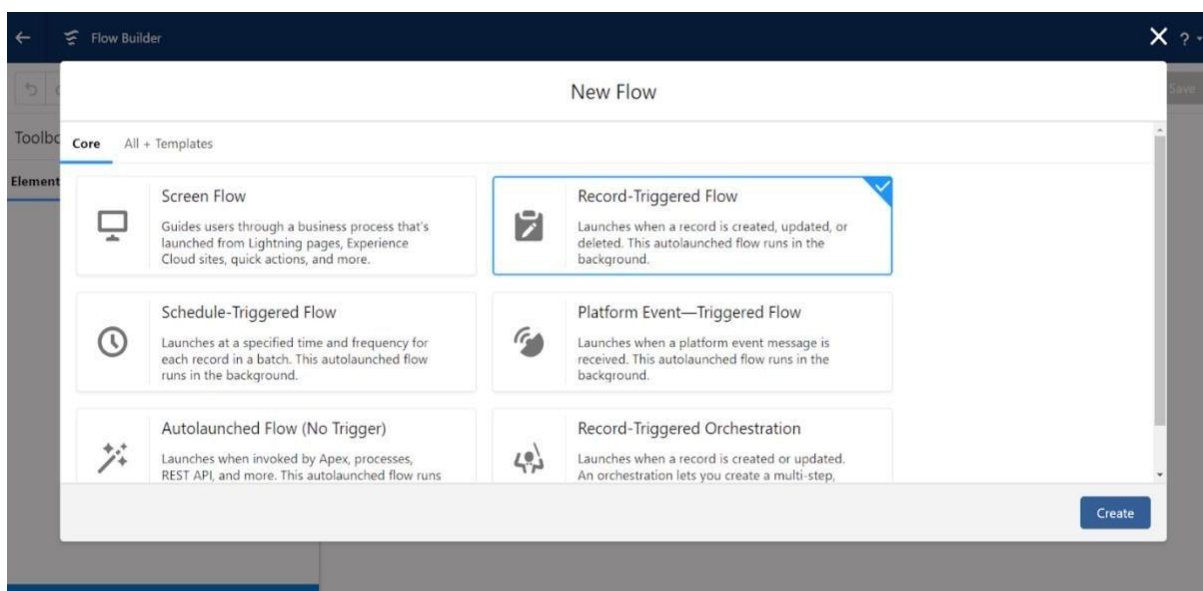 Flow Builder
?
New Flow
Save
Toolbo
Core All + Templates
Element
Screen Flow
Guides users through a business process that's
launched from Lightning pages, Experience
Cloud sites, quick actions, and more.
Record-Triggered Flow
Launches when a record is created, updated, or
deleted. This autolaunched flow runs in the
background.
Schedule-Triggered Flow
Launches at a specified time and frequency for
each record in a batch. This autolaunched flow
runs in the background.
Platform Event—Triggered Flow
Launches when a platform event message is
received. This autolaunched flow runs in the
background.
Autolaunched Flow (No Trigger)
Launches when invoked by Apex, processes,
REST API, and more. This autolaunched flow runs
Record-Triggered Orchestration
Launches when a record is created or updated.
An orchestration lets you create a multi-step,
Create